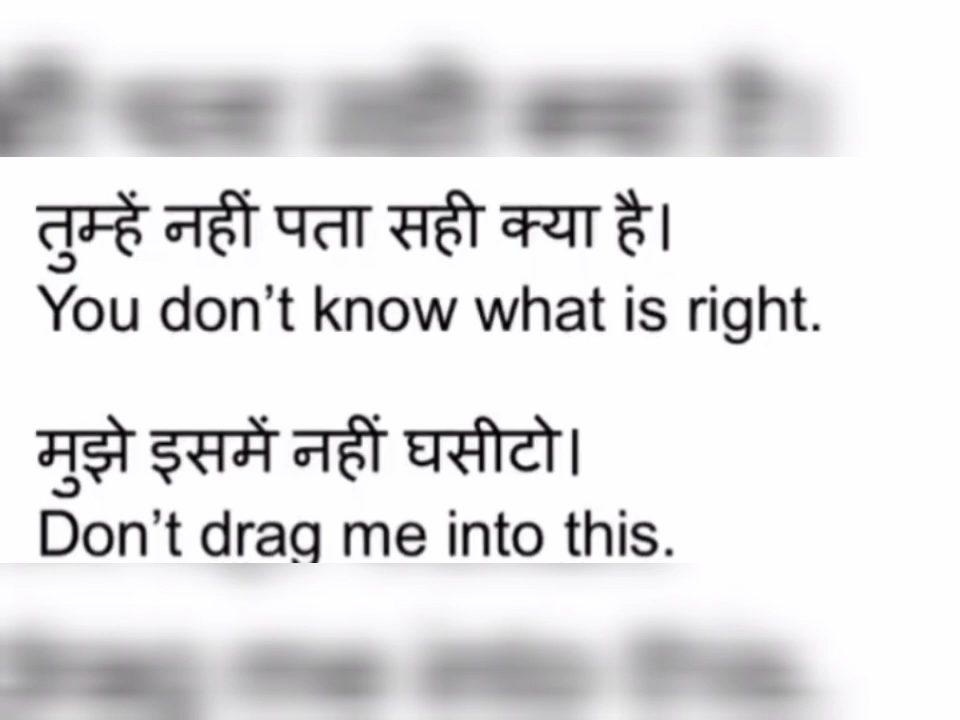 तुम्हें नहीं पता सही क्या है।
You don’t know what is right.
मुझे इसमें नहीं घसीटो।
Don’t drag me into this.